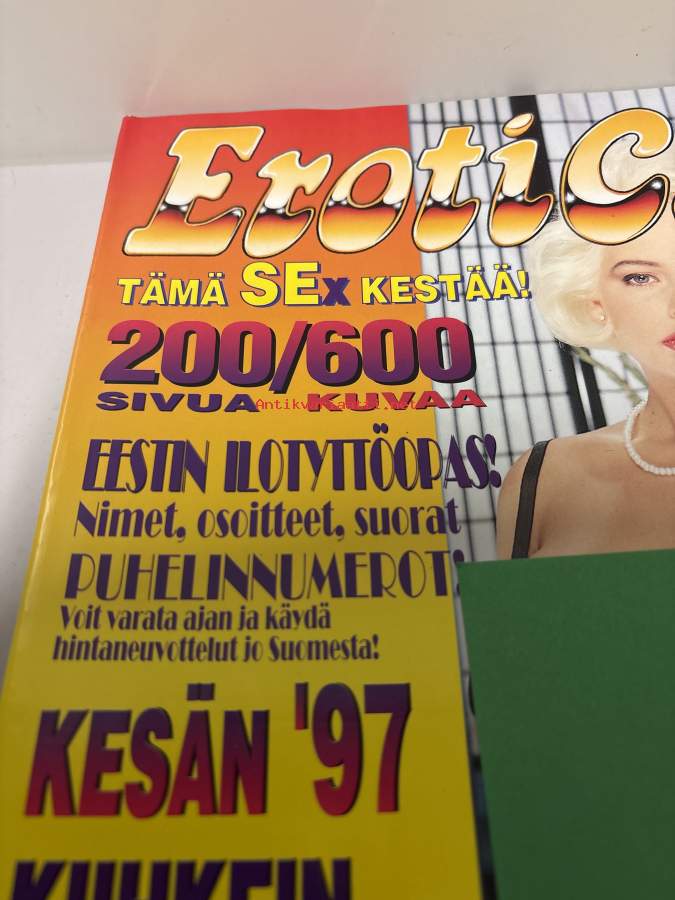 EROTIC
TÄMÄ SEX KESTÄÄ!
200/600
SIVUA KUVAA
EESTIN ILOTYTTÖOPAS!
Nimet, osoitteet, suorat
PUHELINNUMEROT!
Voit varata ajan ja käydä
hintaneuvottelut jo Suomesta!
KESÄN '97